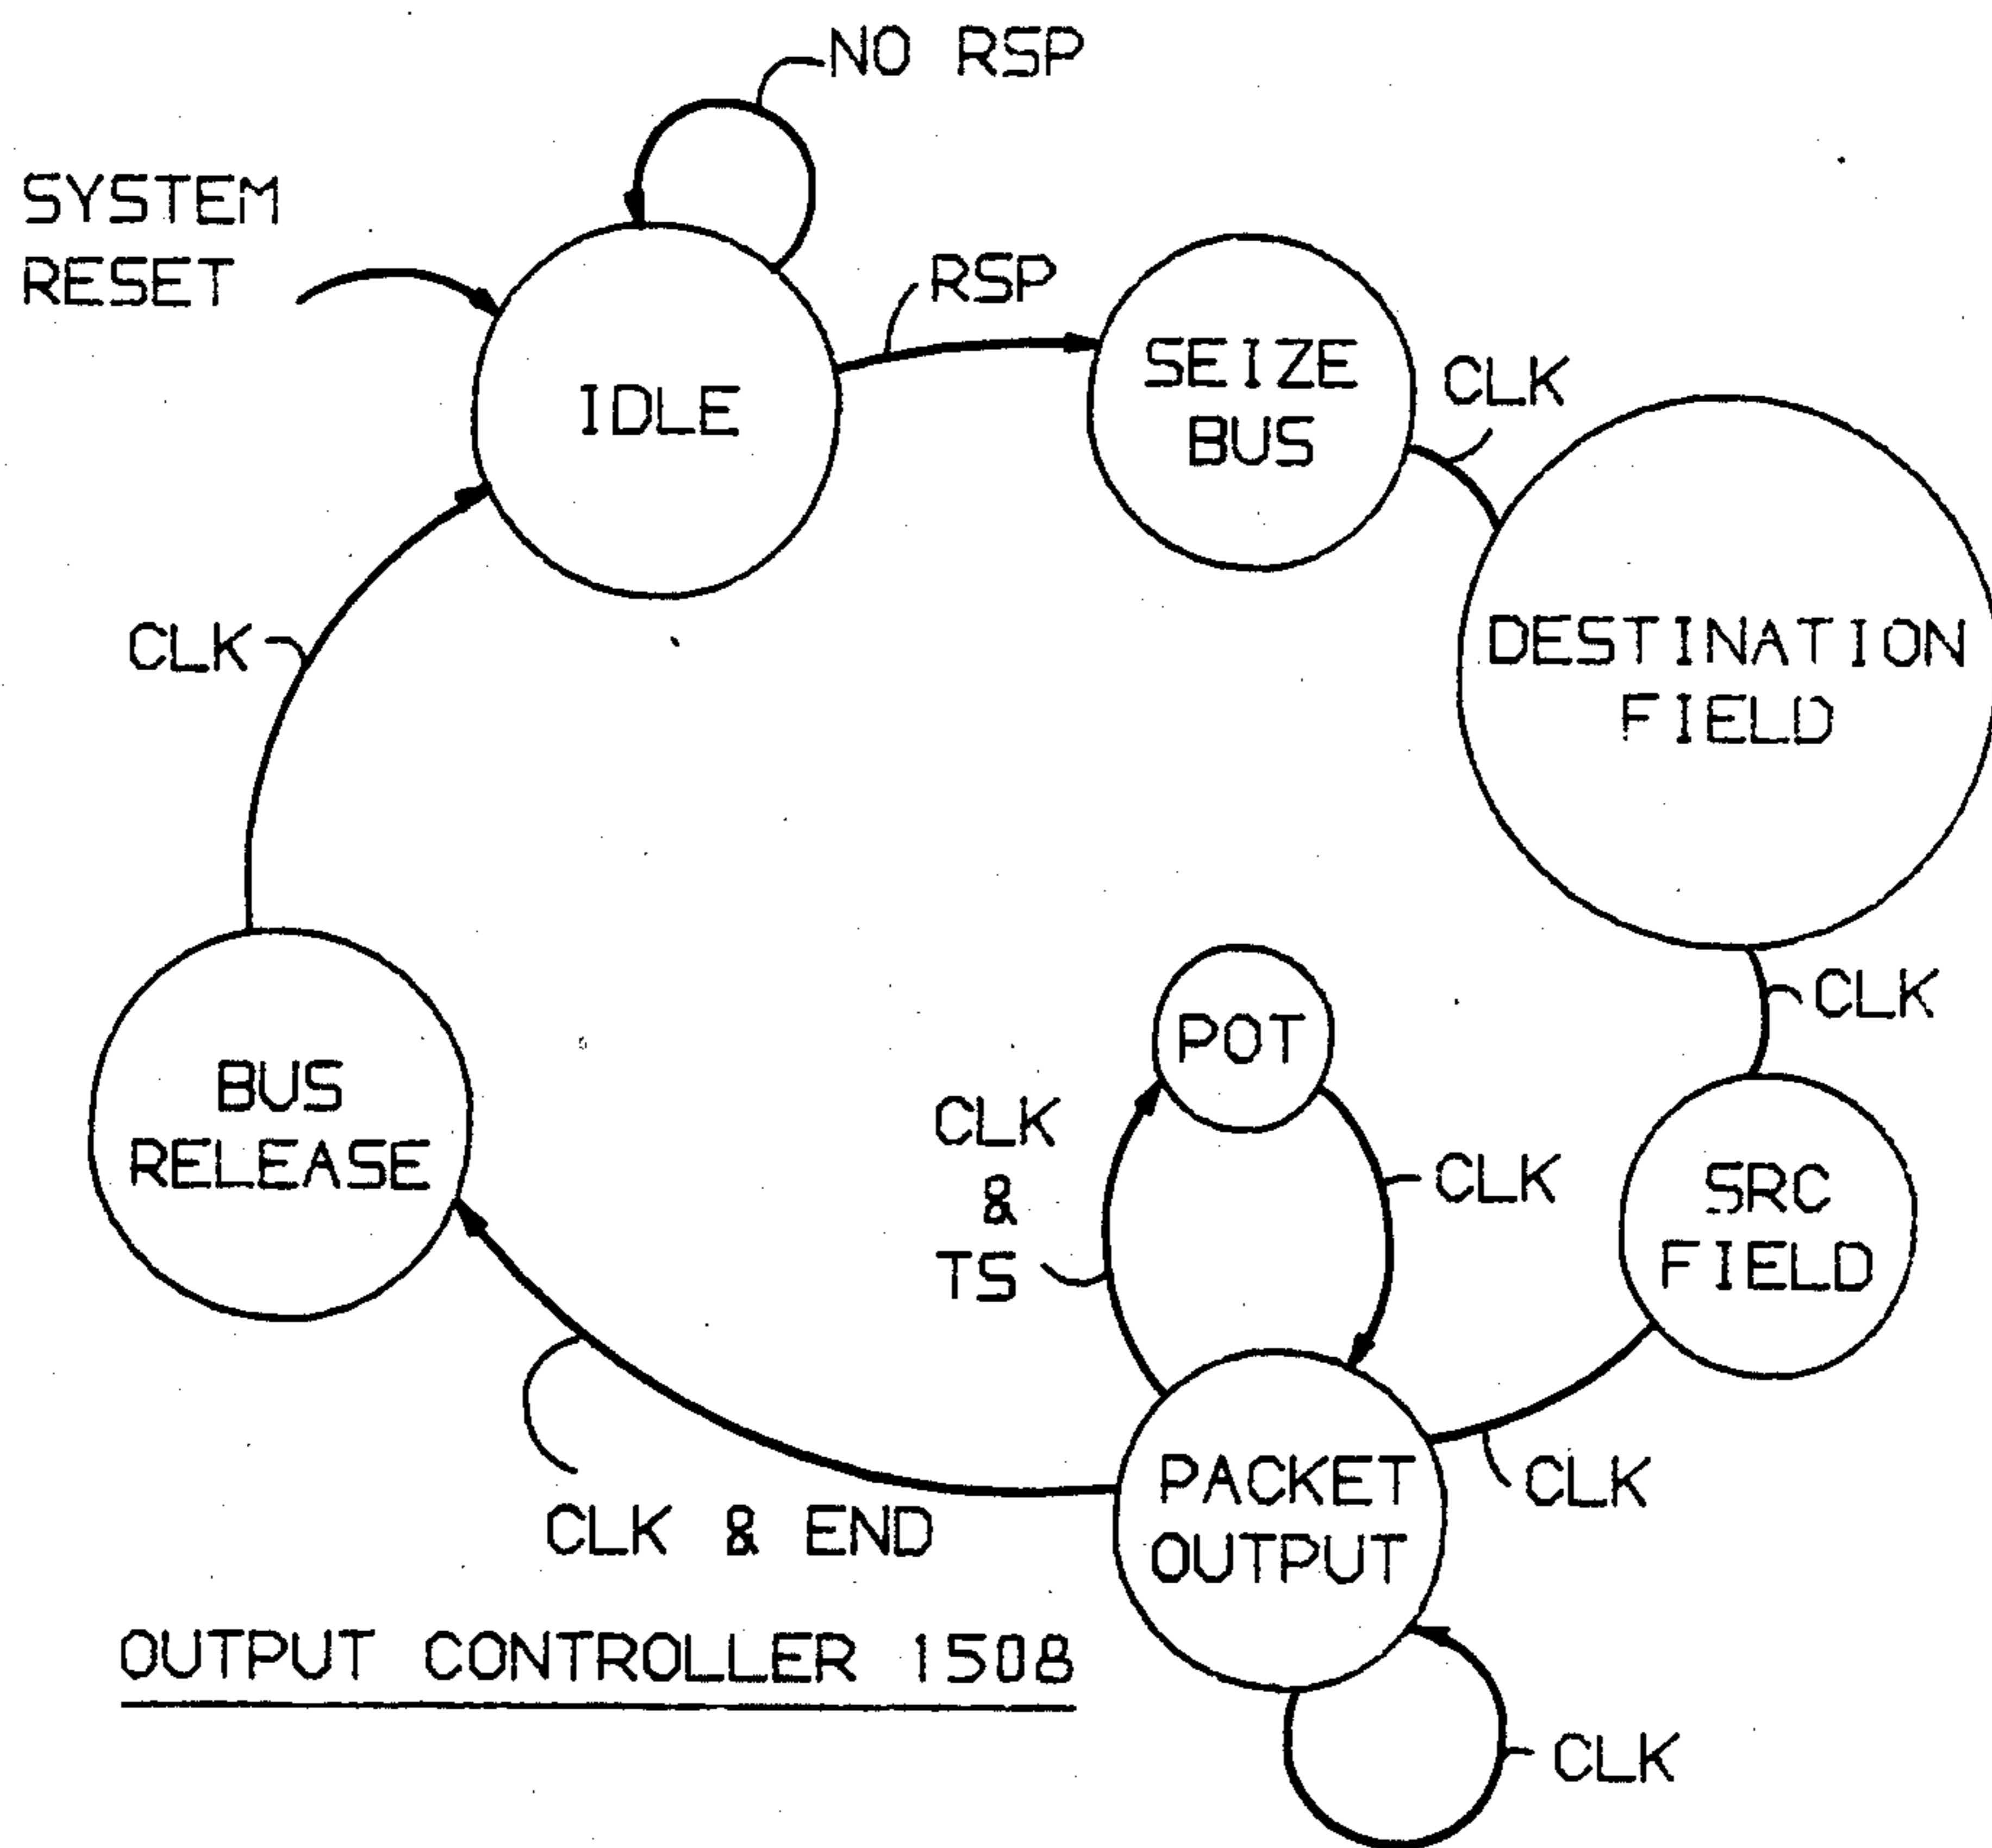 NO RSP
SYSTEM
RESET
RSP
IDLE
SEIZE
BUS
CLK
DESTINATION
FIELD
CLK
CLK
POT
BUS
RELEASE
CLK
&
TS
CLK
SRC
FIELD
PACKET
OUTPUT
CLK
CLK & END
OUTPUT CONTROLLER 1508
CLK